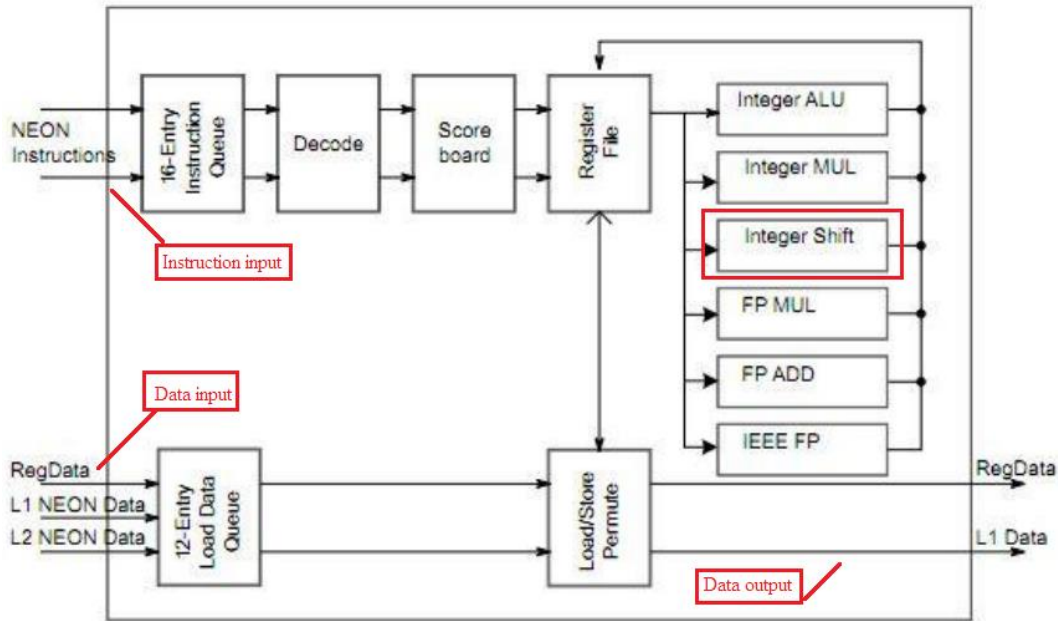 NEON
Instructions
16-Entry
Instruction
Queue
Decode
Score
board
Register
File
Integer ALU
Integer MUL
Integer Shift
FP MUL
FP ADD
IEEE FP
Instruction input
Data input
RegData
L1 NEON Data
L2 NEON Data
12-Entry
Load Data
Queue
Load/Store
Permute
RegData
L1 Data
Data output